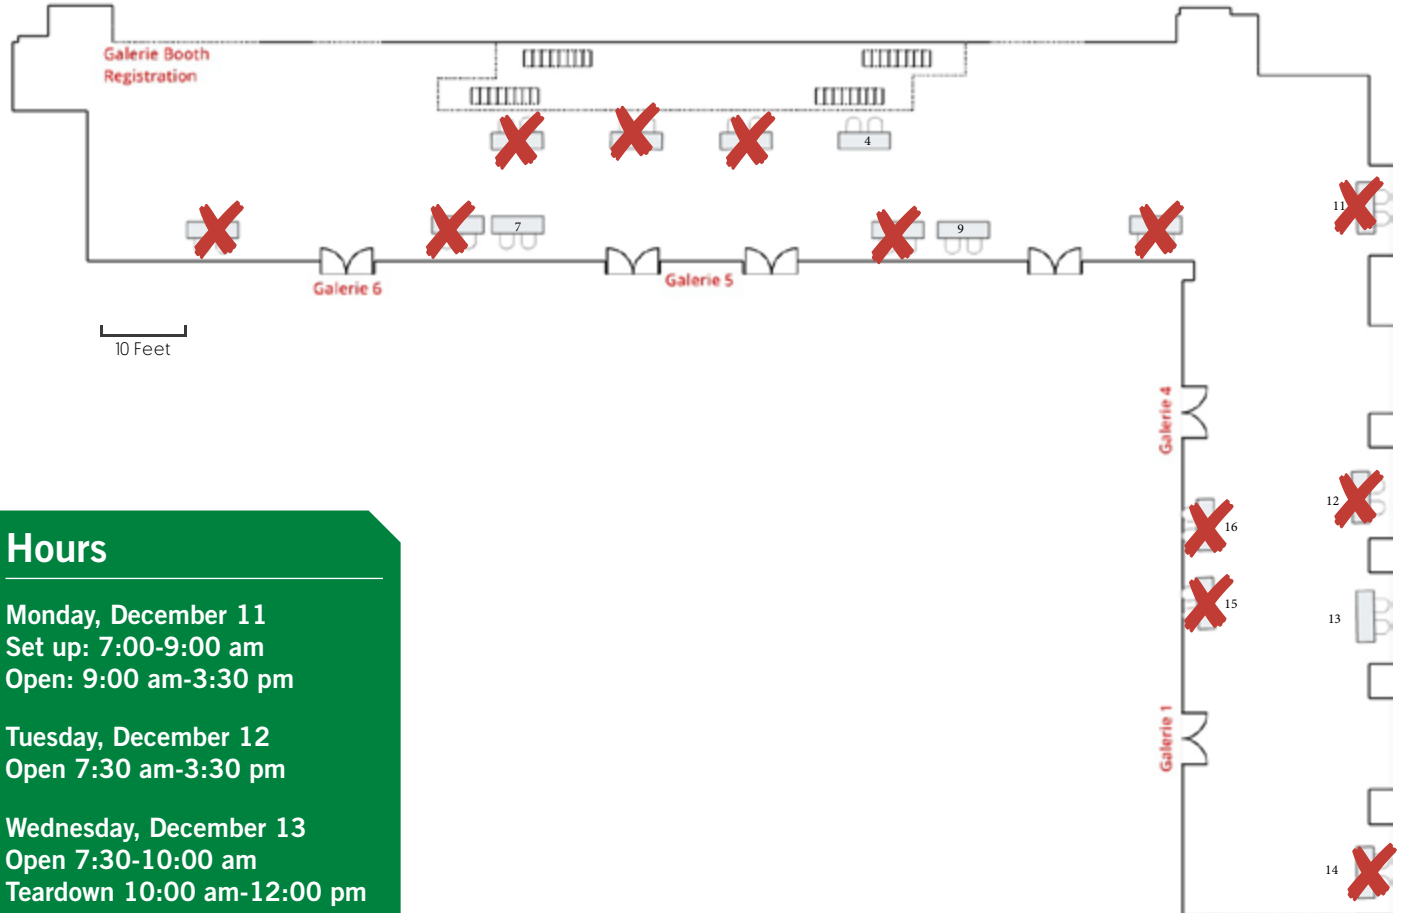 Galerie Booth
Registration
4
11
7
9
Galerie 6
Galerie 5
10 Feet
Galerie 4
12
16
15
13
Galerie 1
14
Hours
Monday, December 11
Set up: 7:00-9:00 am
Open: 9:00 am-3:30 pm
Tuesday, December 12
Open 7:30 am-3:30 pm
Wednesday, December 13
Open 7:30-10:00 am
Teardown 10:00 am-12:00 pm